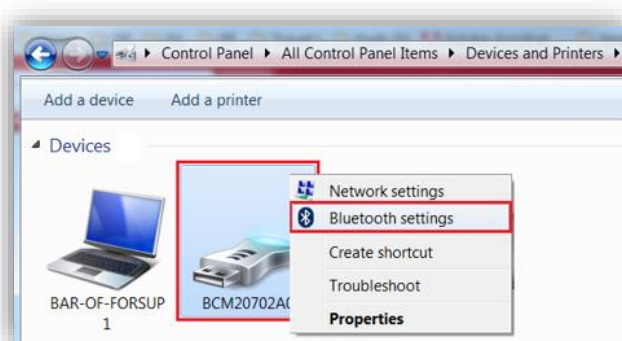 Control Panel ▸ All Control Panel Items ▸ Devices and Printers ▸
Add a device Add a printer
Devices
Network settings
Bluetooth settings
Create shortcut
Troubleshoot
Properties
BAR-OF-FORSUP
1
BCM20702A0